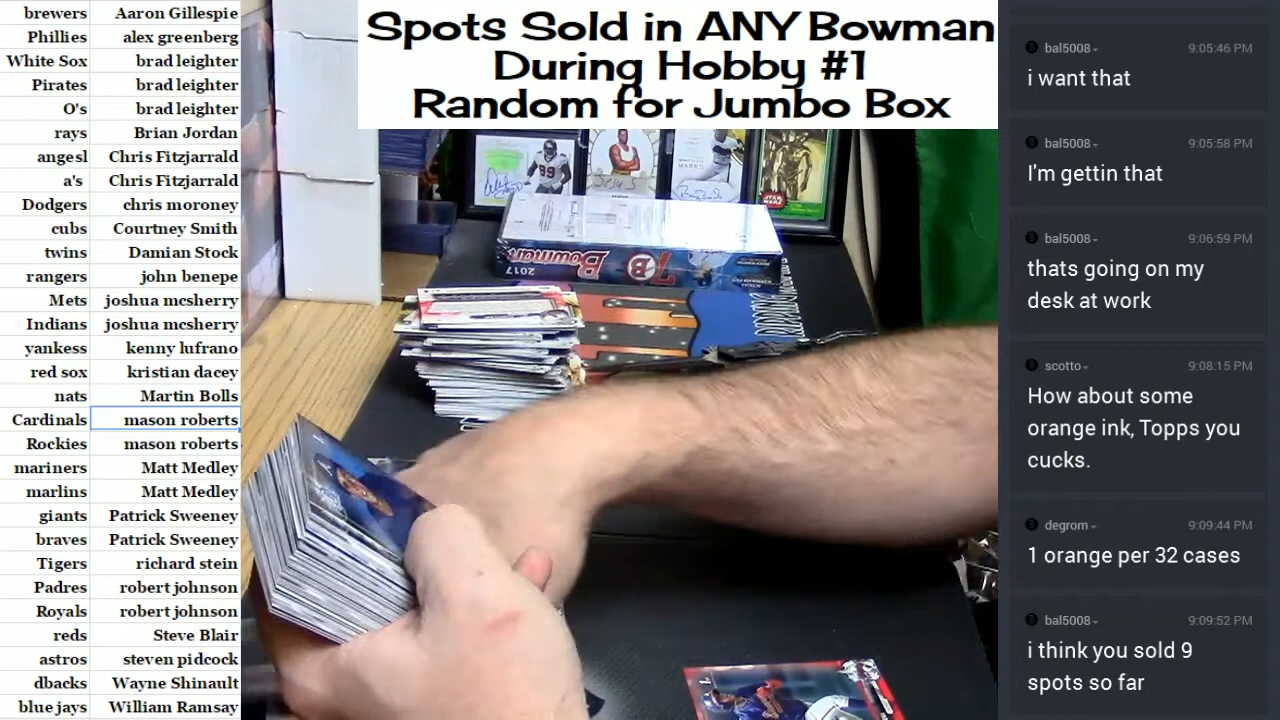 brewers Aaron Gillespie
Phillies alex greenberg
White Sox brad leighter
Pirates brad leighter
O's brad leighter
rays Brian Jordan
angesl Chris Fitzjarrald
a's Chris Fitzjarrald
Dodgers chris moroney
cubs Courtney Smith
twins Damian Stock
rangers john benepe
Mets joshua mcsherry
Indians joshua mcsherry
yankess kenny lufrano
red sox kristian dacey
nats Martin Bolls
Cardinals mason roberts
Rockies mason roberts
mariners Matt Medley
marlins Matt Medley
giants Patrick Sweeney
braves Patrick Sweeney
Tigers richard stein
Padres robert johnson
Royals robert johnson
reds Steve Blair
astros steven pidcock
dbacks Wayne Shinault
blue jays William Ramsay
Spots Sold in ANY Bowman
During Hobby #1
Random for Jumbo Box
99
STAR WARS
2017 Bowman
B
bal5008 9:05:46 PM
i want that
bal5008 9:05:58 PM
I'm gettin that
bal5008 9:06:59 PM
thats going on my
desk at work
scotto 9:08:15 PM
How about some
orange ink, Topps you
cucks.
degrom 9:09:44 PM
1 orange per 32 cases
bal5008 9:09:52 PM
i think you sold 9
spots so far